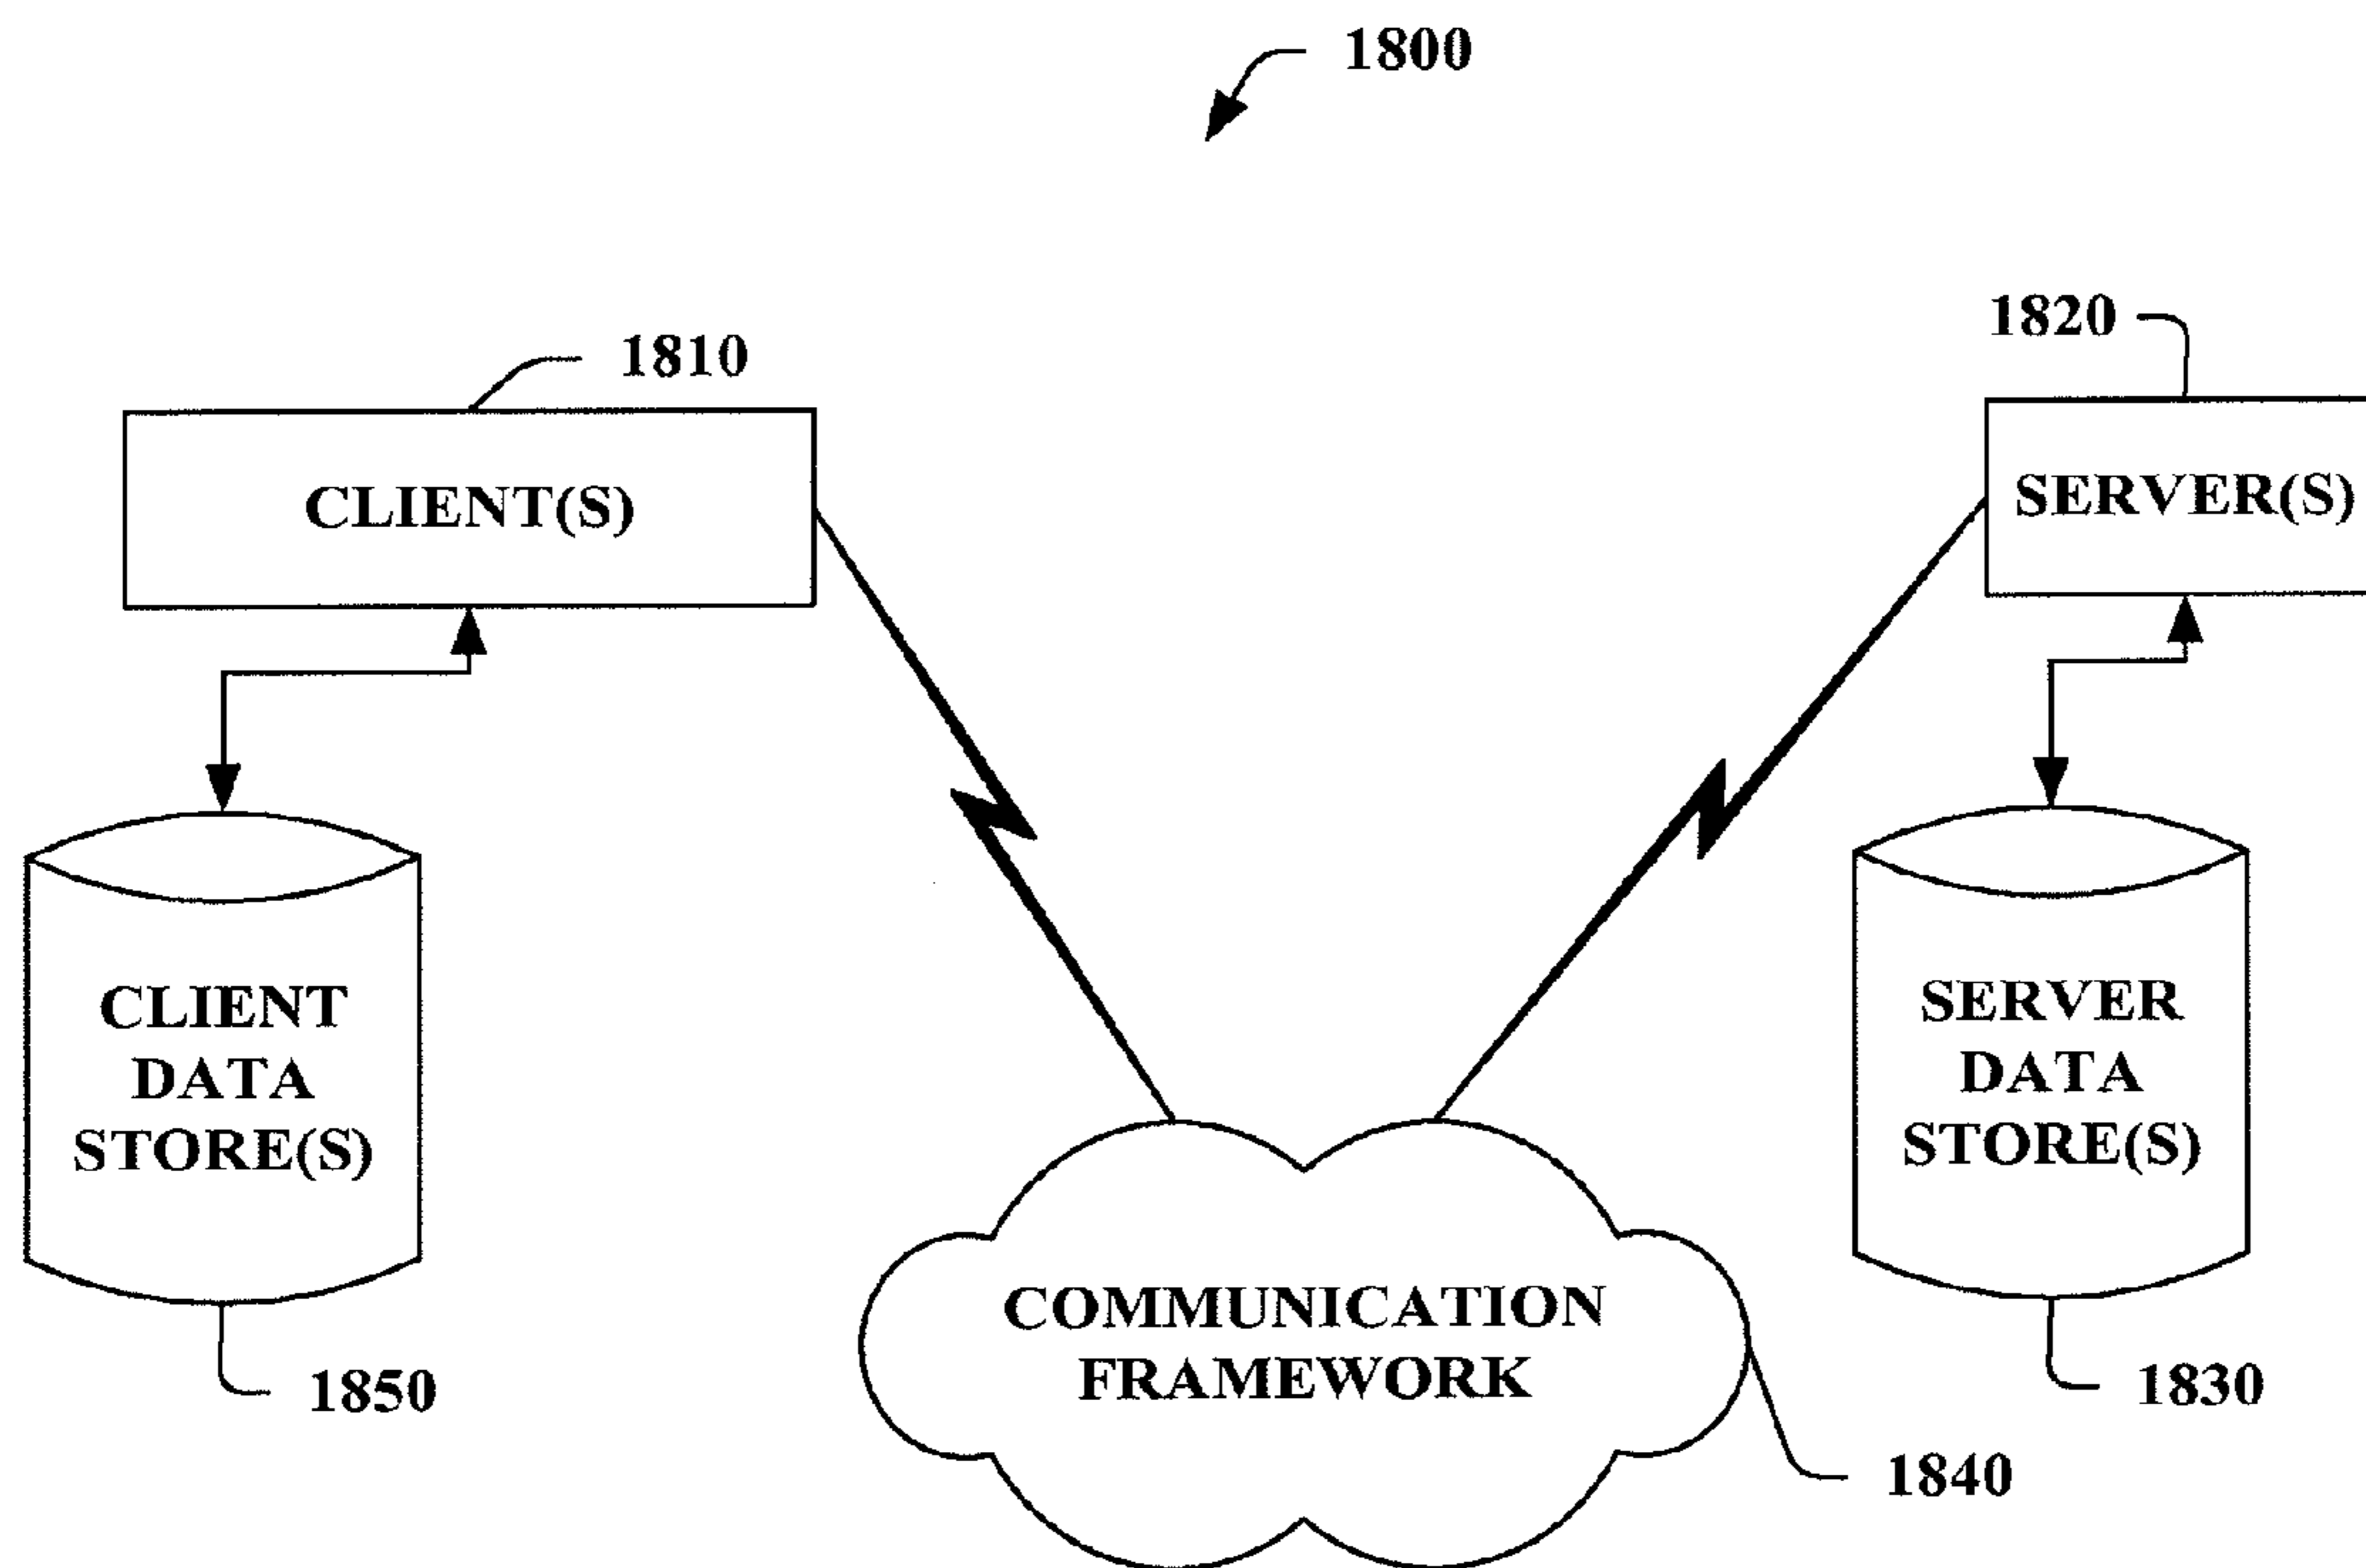 1800
1810
1820
CLIENT(S)
SERVER(S)
CLIENT
DATA
STORE(S)
SERVER
DATA
STORE(S)
COMMUNICATION
FRAMEWORK
1850
1830
1840